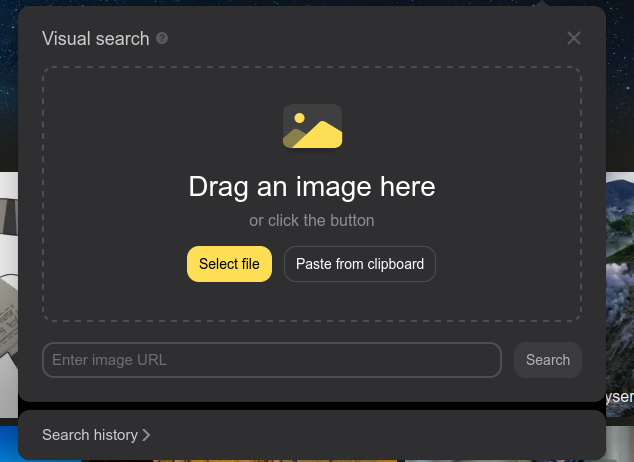 Visual search ?
Drag an image here
or click the button
Select file
Paste from clipboard
Enter image URL
Search
yser
Search history